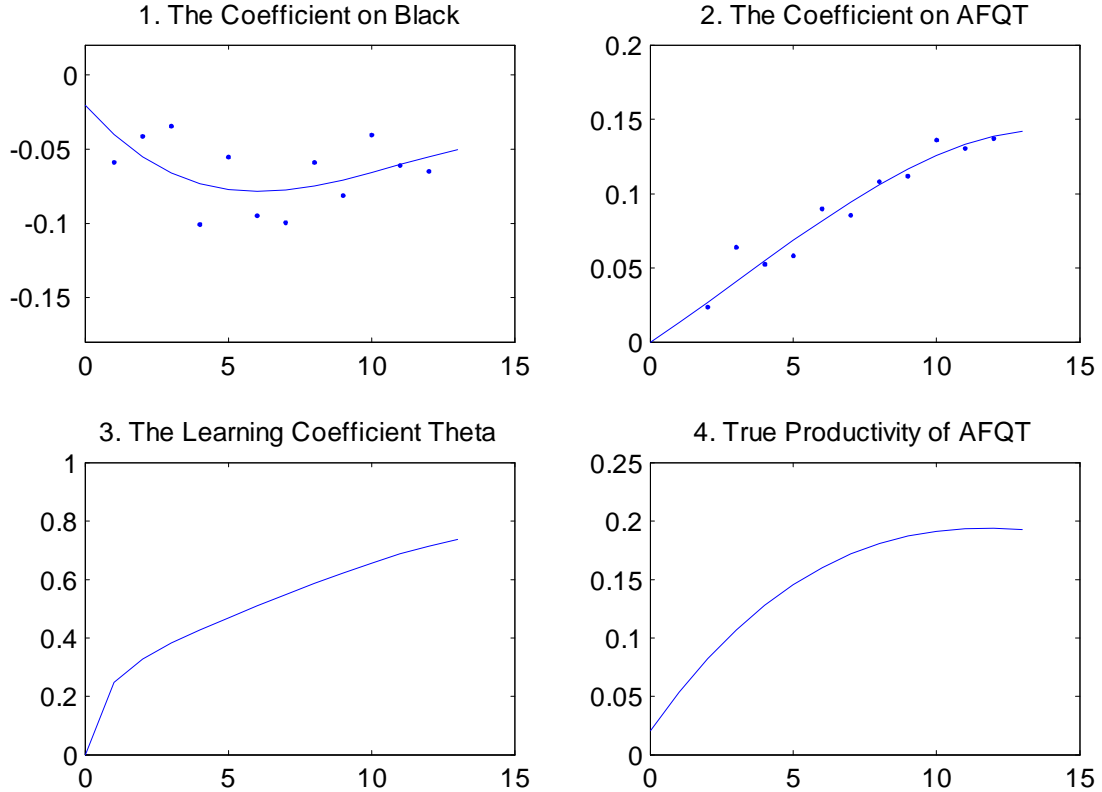 1. The Coefficient on Black
0
-0.05
-0.1
-0.15
0 5 10 15
2. The Coefficient on AFQT
0.2
0.15
0.1
0.05
0
0 5 10 15
3. The Learning Coefficient Theta
1
0.8
0.6
0.4
0.2
0
0 5 10 15
4. True Productivity of AFQT
0.25
0.2
0.15
0.1
0.05
0
0 5 10 15